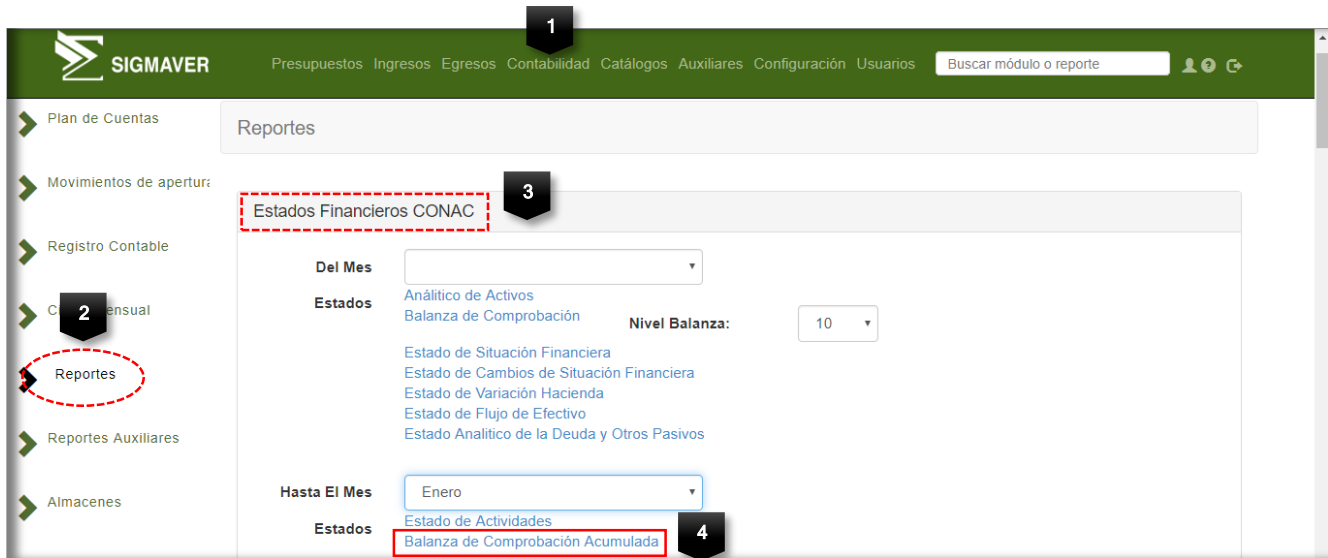 1
SIGMAVER
Presupuestos Ingresos Egresos Contabilidad Catálogos Auxiliares Configuración Usuarios Buscar módulo o reporte
Plan de Cuentas
Reportes
Movimientos de apertura
3
Estados Financieros CONAC
Registro Contable
Del Mes
Estados
Análitico de Activos
Balanza de Comprobación
Nivel Balanza: 10
2
ensual
Estado de Situación Financiera
Estado de Cambios de Situación Financiera
Estado de Variación Hacienda
Estado de Flujo de Efectivo
Estado Analitico de la Deuda y Otros Pasivos
Reportes
Reportes Auxiliares
Almacenes
Hasta El Mes Enero
Estados
Estado de Actividades
Balanza de Comprobación Acumulada
4